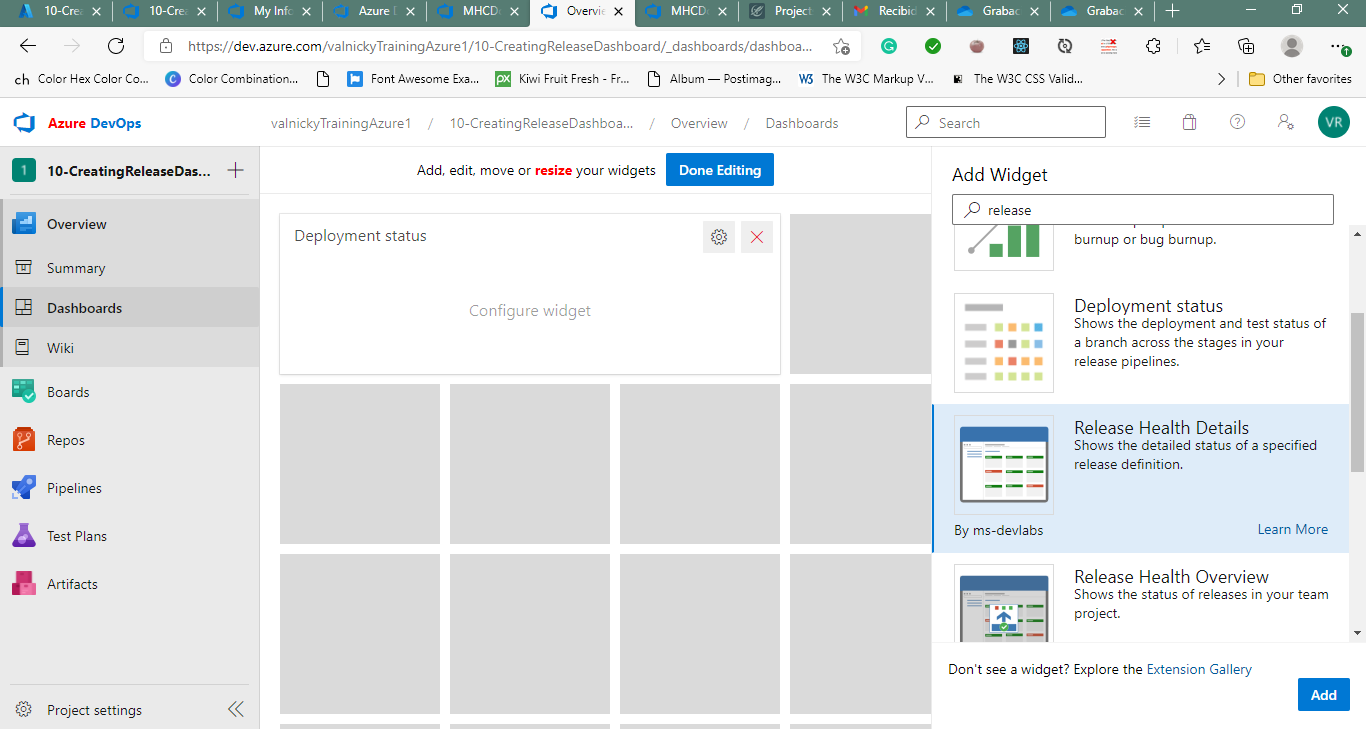 10-Crea
10-Crea
My Info
Azure D
MHCDu
Overvie
MHCDu
Project
Recibid
Grabac
Grabac
https://dev.azure.com/valnickyTrainingAzure1/10-CreatingReleaseDashboard/_dashboards/dashboa...
ch Color Hex Color Co...
Color Combination...
Font Awesome Exa...
px Kiwi Fruit Fresh - Fr...
Album — Postimag...
W3 The W3C Markup V...
The W3C CSS Valid...
Other favorites
Azure DevOps
valnickyTrainingAzure1 / 10-CreatingReleaseDashboa... / Overview / Dashboards
Search
VR
1 10-CreatingReleaseDas...
Overview
Summary
Dashboards
Wiki
Boards
Repos
Pipelines
Test Plans
Artifacts
Project settings
Add, edit, move or resize your widgets
Done Editing
Deployment status
Configure widget
Add Widget
release
burnup or bug burnup.
Deployment status
Shows the deployment and test status of
a branch across the stages in your
release pipelines.
Release Health Details
Shows the detailed status of a specified
release definition.
By ms-devlabs
Learn More
Release Health Overview
Shows the status of releases in your team
project.
Don't see a widget? Explore the Extension Gallery
Add